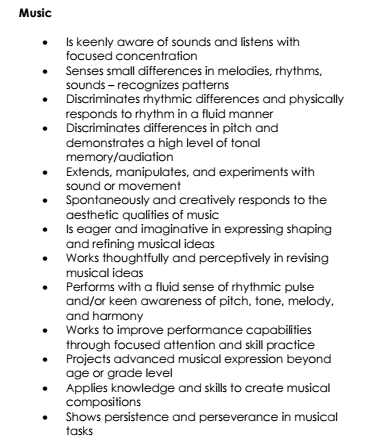 Music
• Is keenly aware of sounds and listens with
focused concentration
• Senses small differences in melodies, rhythms,
sounds – recognizes patterns
• Discriminates rhythmic differences and physically
responds to rhythm in a fluid manner
• Discriminates differences in pitch and
demonstrates a high level of tonal
memory/audiation
• Extends, manipulates, and experiments with
sound or movement
• Spontaneously and creatively responds to the
aesthetic qualities of music
• Is eager and imaginative in expressing shaping
and refining musical ideas
• Works thoughtfully and perceptively in revising
musical ideas
• Performs with a fluid sense of rhythmic pulse
and/or keen awareness of pitch, tone, melody,
and harmony
• Works to improve performance capabilities
through focused attention and skill practice
• Projects advanced musical expression beyond
age or grade level
• Applies knowledge and skills to create musical
compositions
• Shows persistence and perseverance in musical
tasks